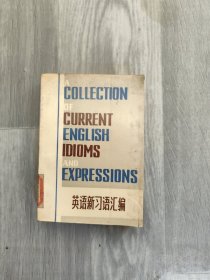 COLLECTION
OF
CURRENT
ENGLISH
IDIOMS
AND
EXPRESSIONS
英语新习语汇编